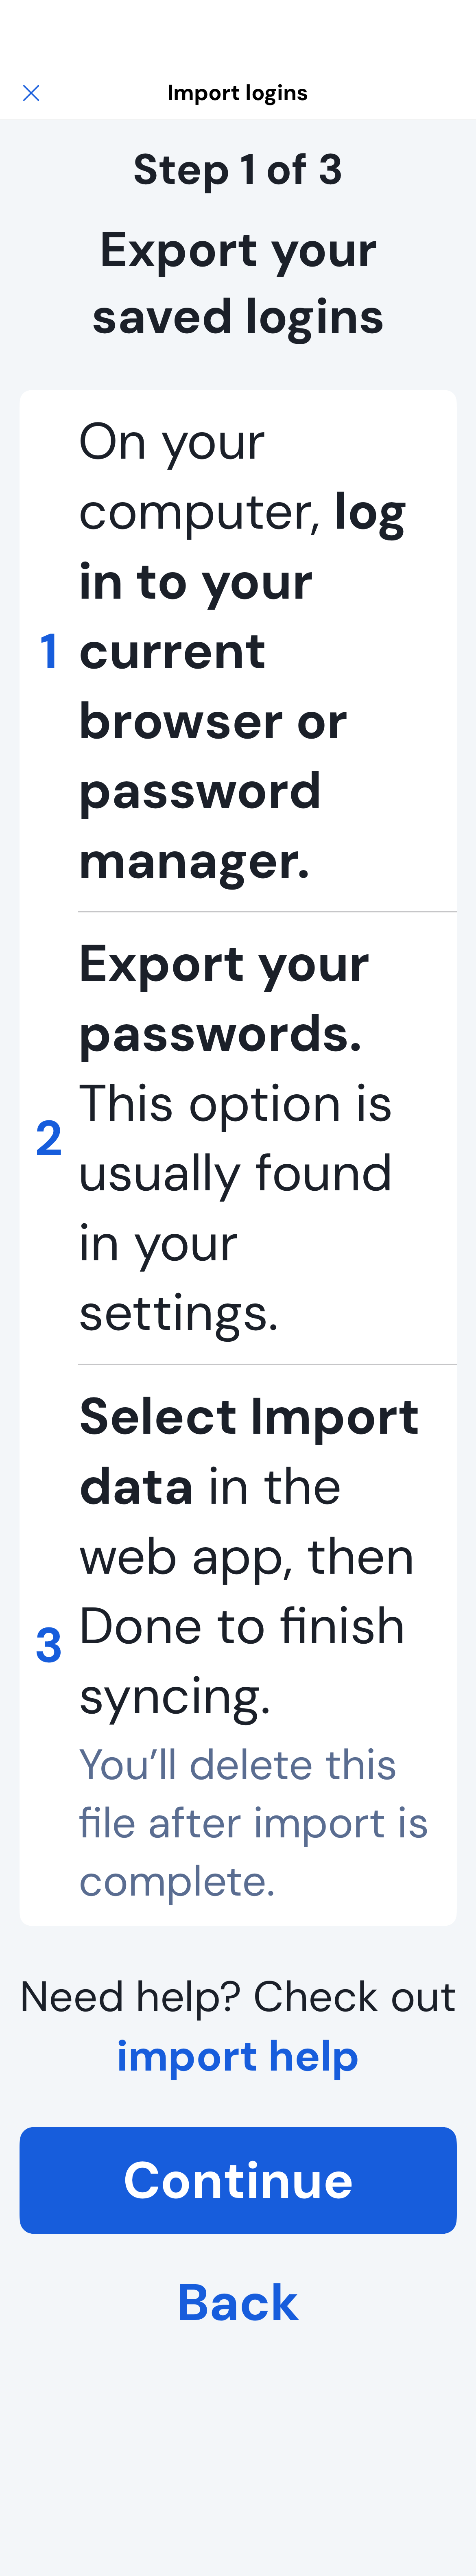 Import logins
Step 1 of 3
Export your
saved logins
On your
computer, log
in to your
1
current
browser or
password
manager.
Export your
passwords.
This option is
2
usually found
in your
settings.
Select Import
data in the
web app, then
Done to finish
3
syncing.
You’ll delete this
file after import is
complete.
Need help? Check out
import help
Continue
Back